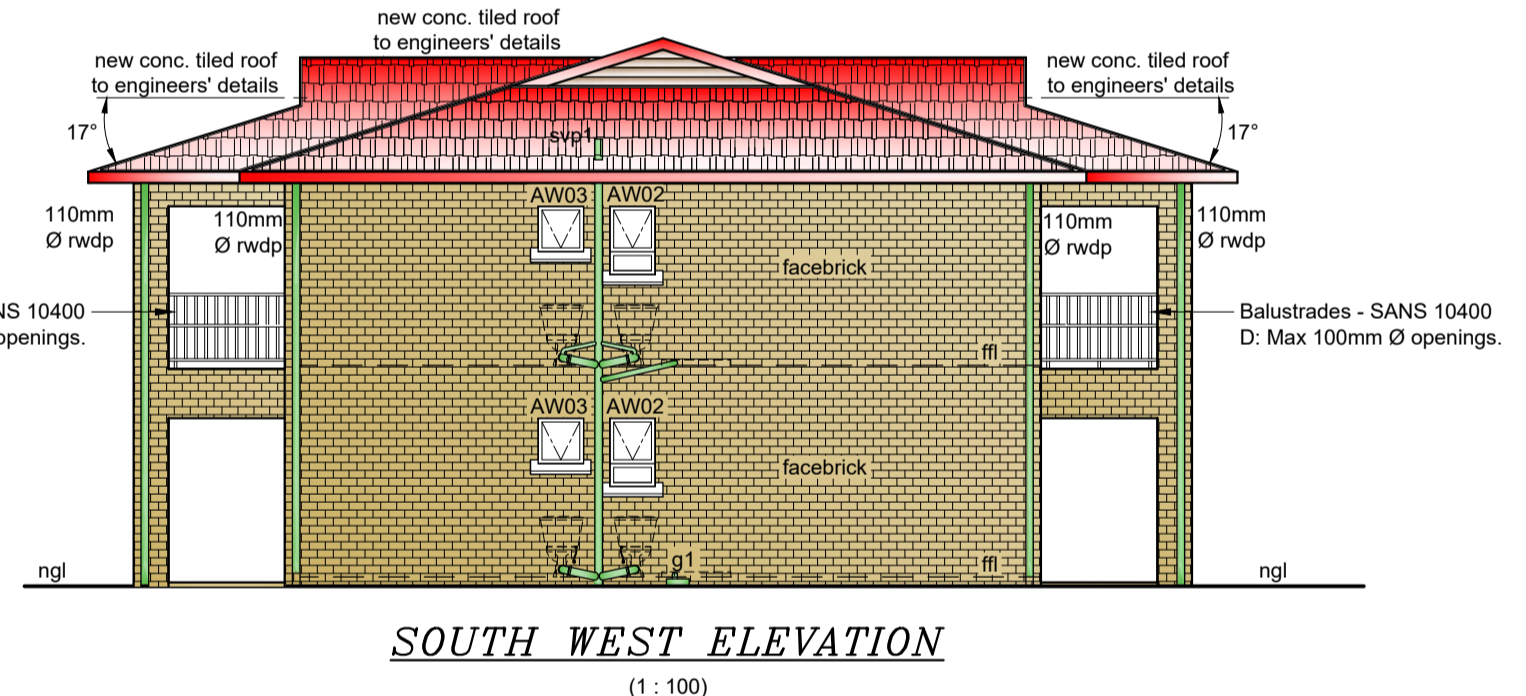 new conc. tiled roof
to engineers' details
new conc. tiled roof
to engineers' details
new conc. tiled roof
to engineers' details
17°
17°
svp1
AW03
AW02
110mm
Ø rwdp
110mm
Ø rwdp
110mm
Ø rwdp
110mm
Ø rwdp
facebrick
NS 10400
openings.
Balustrades - SANS 10400
D: Max 100mm Ø openings.
ffl
AW03
AW02
facebrick
g1
ffl
ngl
ngl
SOUTH WEST ELEVATION
(1 : 100)